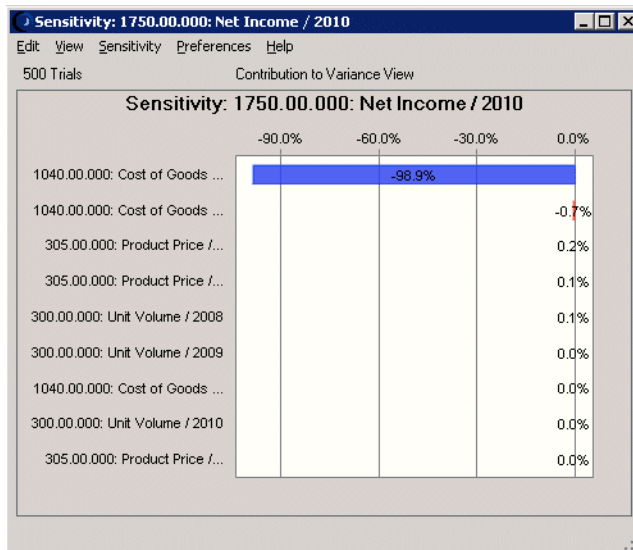 Sensitivity: 1750.00.000: Net Income / 2010
Edit View Sensitivity Preferences Help
500 Trials Contribution to Variance View
Sensitivity: 1750.00.000: Net Income / 2010
-90.0% -60.0% -30.0% 0.0%
1040.00.000: Cost of Goods ... -98.9%
1040.00.000: Cost of Goods ... -0.7%
305.00.000: Product Price /... 0.2%
305.00.000: Product Price /... 0.1%
300.00.000: Unit Volume / 2008 0.1%
300.00.000: Unit Volume / 2009 0.0%
1040.00.000: Cost of Goods ... 0.0%
300.00.000: Unit Volume / 2010 0.0%
305.00.000: Product Price /... 0.0%